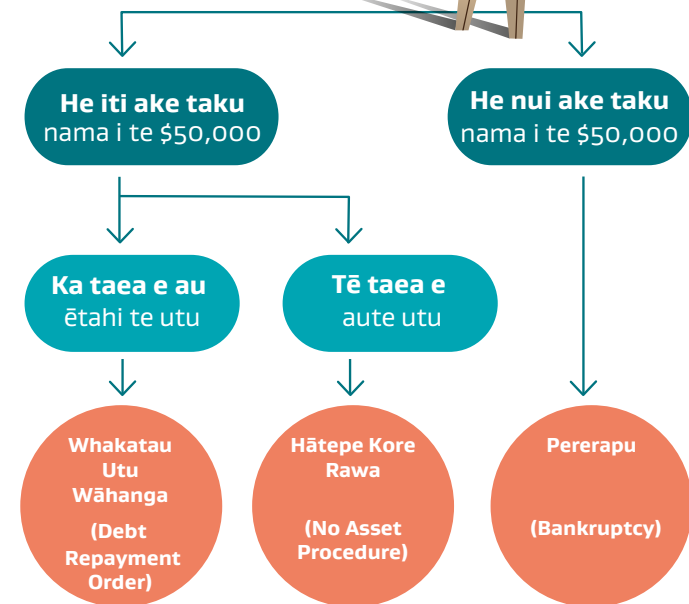 He iti ake taku
nama i te $50,000
He nui ake taku
nama i te $50,000
Ka taea e au
ētahi te utu
Tē taea e
aute utu
Whakatau
Utu
Wāhanga
(Debt
Repayment
Order)
Hātepe Kore
Rawa
(No Asset
Procedure)
Pererapu
(Bankruptcy)